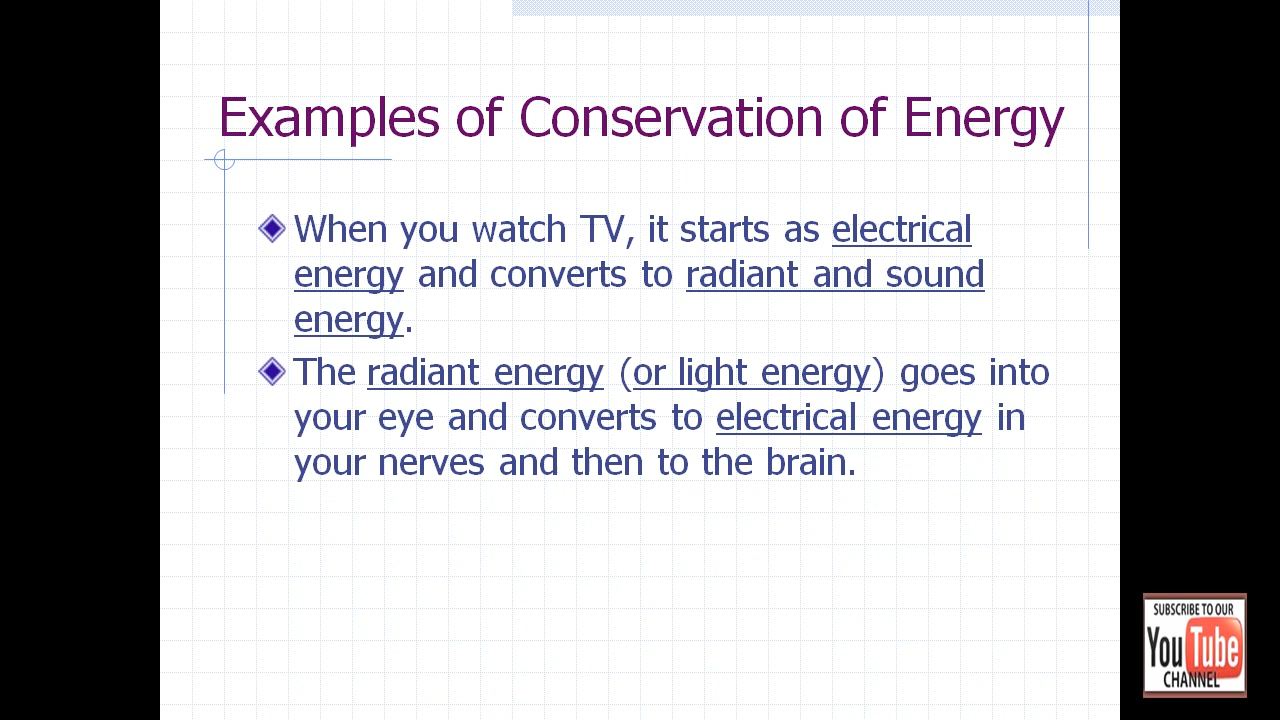 Examples of Conservation of Energy
When you watch TV, it starts as electrical
energy and converts to radiant and sound
energy.
The radiant energy (or light energy) goes into
your eye and converts to electrical energy in
your nerves and then to the brain.
SUBSCRIBE TO OUR
YouTube
CHANNEL